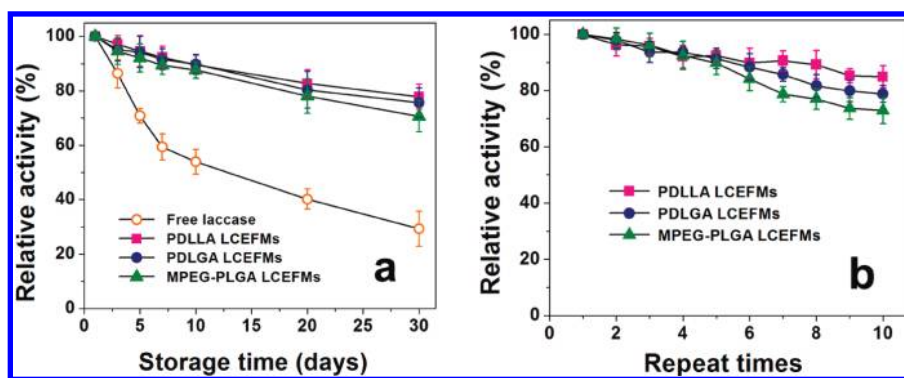 Relative activity (%)
100
80
60
40
20
0
Free laccase
PDLLA LCEFMs
PDLGA LCEFMs
MPEG-PLGA LCEFMs
a
0 5 10 15 20 25 30
Storage time (days)
Relative activity (%)
100
80
60
40
20
0
PDLLA LCEFMs
PDLGA LCEFMs
MPEG-PLGA LCEFMs
b
0 2 4 6 8 10
Repeat times